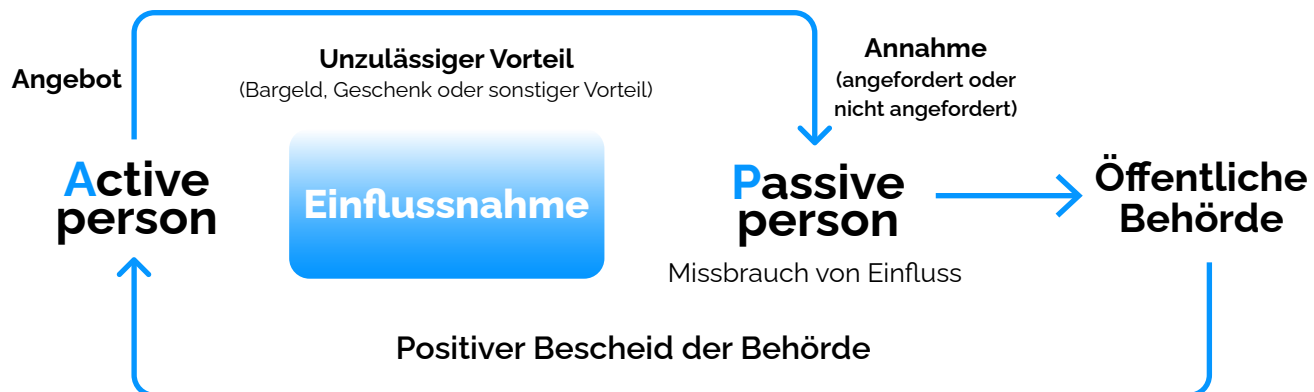 Angebot
Unzulässiger Vorteil
(Bargeld, Geschenk oder sonstiger Vorteil)
Annahme
(angefordert oder
nicht angefordert)
Active
person
Einflussnahme
Passive
person
Missbrauch von Einfluss
Öffentliche
Behörde
Positiver Bescheid der Behörde